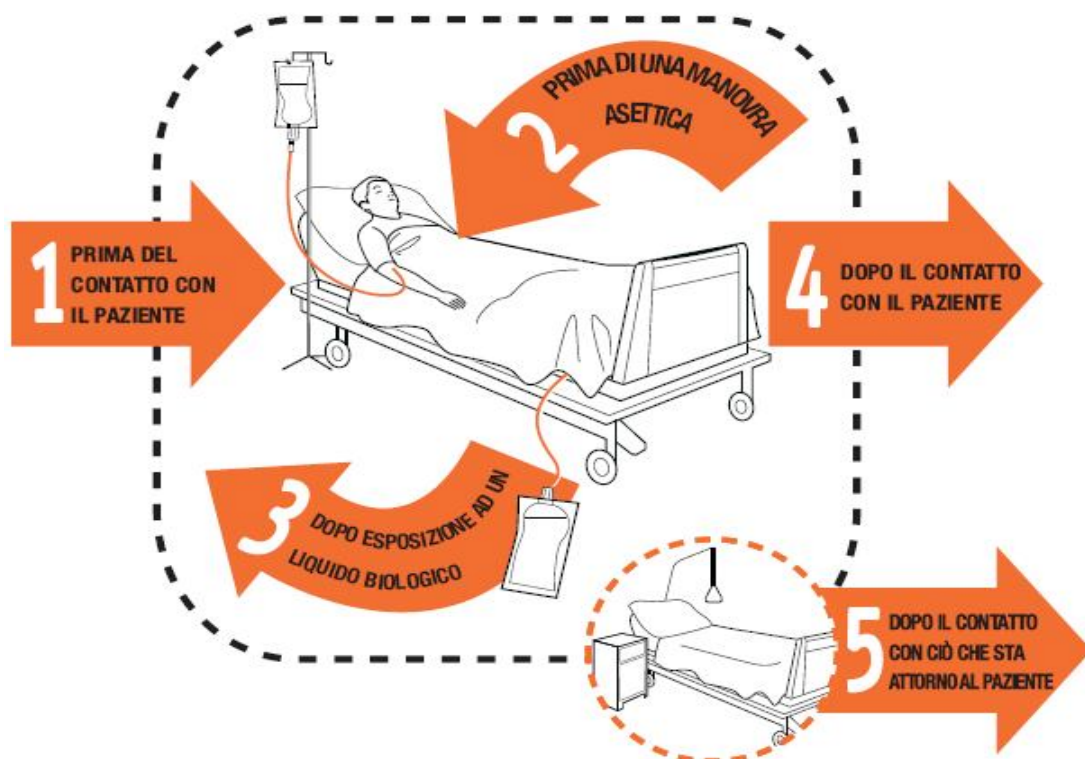 1
PRIMA DEL
CONTATTO CON
IL PAZIENTE
2
PRIMA DI UNA MANOVRA
ASETTICA
3
DOPO ESPOSIZIONE AD UN
LIQUIDO BIOLOGICO
4
DOPO IL CONTATTO
CON IL PAZIENTE
5
DOPO IL CONTATTO
CON CIÒ CHE STA
ATTORNO AL PAZIENTE